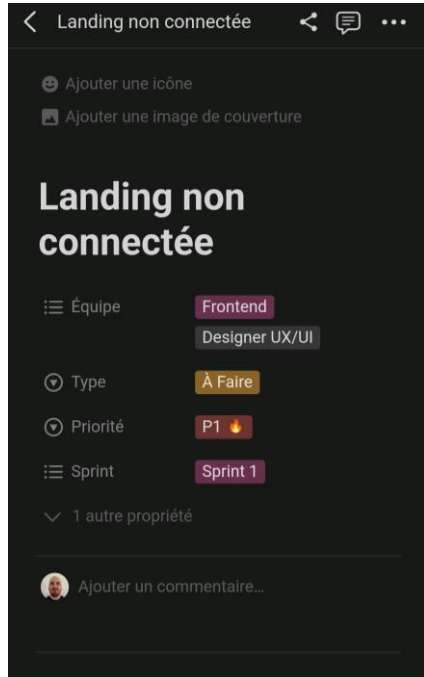 Landing non connectée
Ajouter une icône
Ajouter une image de couverture
Landing non
connectée
Équipe Frontend
Designer UX/UI
Type À Faire
Priorité P1 🔥
Sprint Sprint 1
1 autre propriété
Ajouter un commentaire…